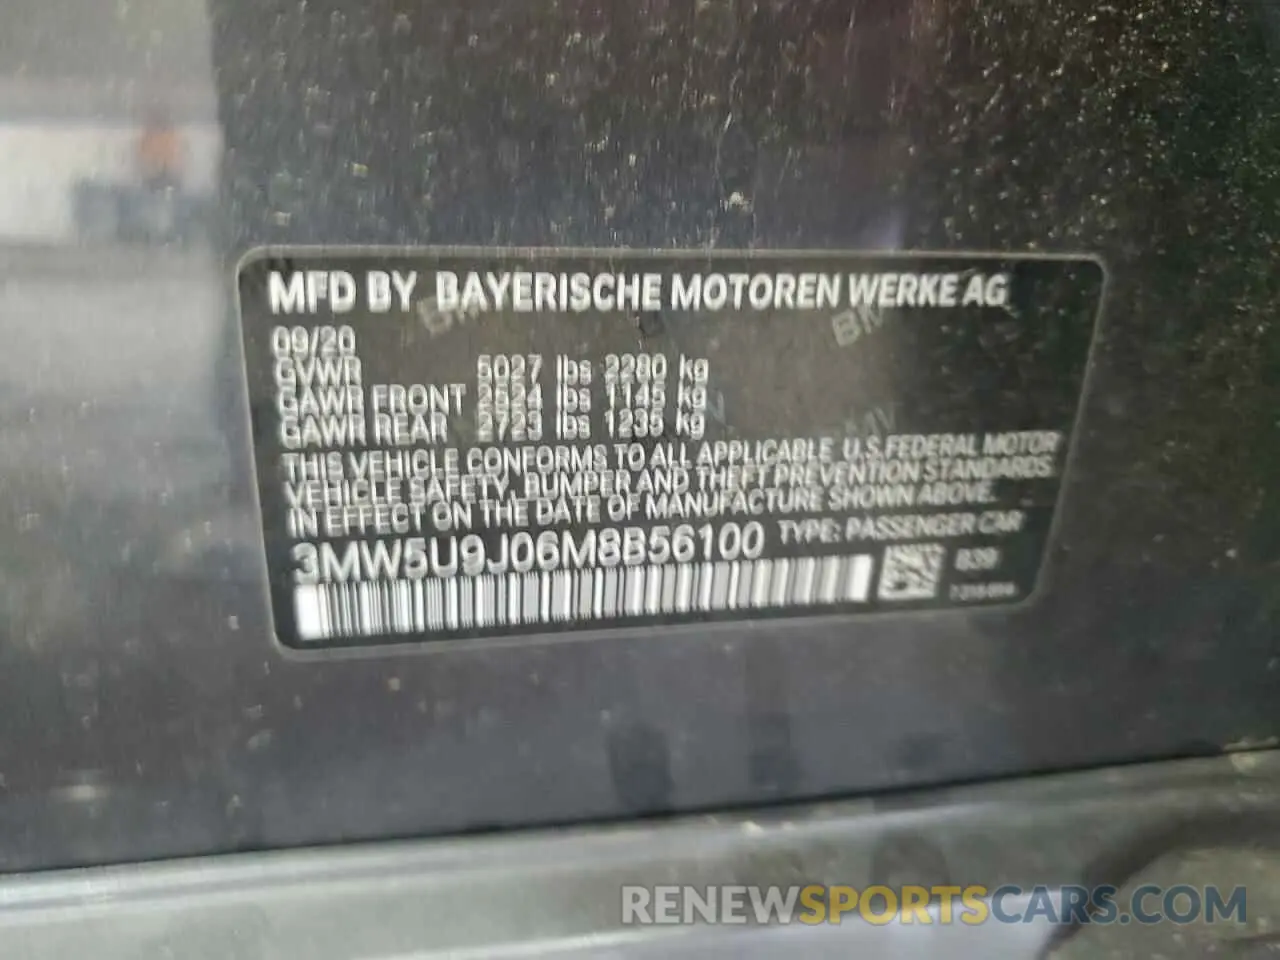 MFD BY BAYERISCHE MOTOREN WERKE AG
09/20
GVWR 5027 lbs 2280 kg
GAWR FRONT 2524 lbs 1145 kg
GAWR REAR 2723 lbs 1235 kg
THIS VEHICLE CONFORMS TO ALL APPLICABLE U.S. FEDERAL MOTOR
VEHICLE SAFETY, BUMPER AND THEFT PREVENTION STANDARDS
IN EFFECT ON THE DATE OF MANUFACTURE SHOWN ABOVE.
3MW5U9J06M8B56100 TYPE: PASSENGER CAR
B39
RENEWSPORTSCARS.COM